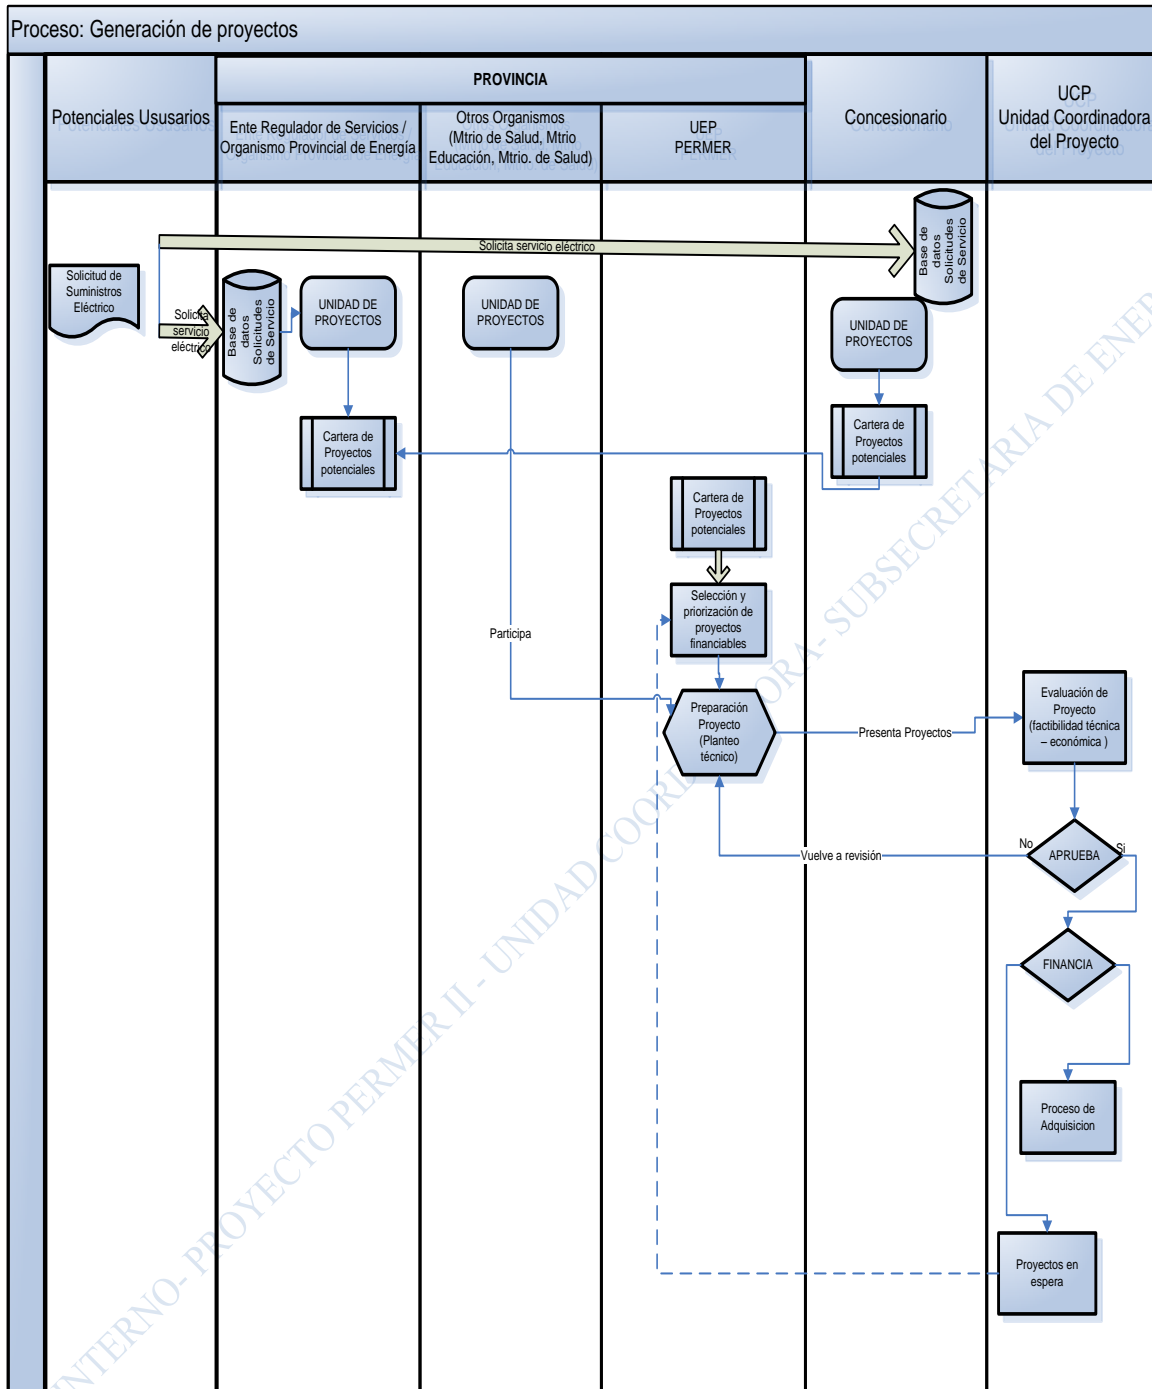 Proceso: Generación de proyectos
PROVINCIA
Potenciales Ususarios
Ente Regulador de Servicios /
Organismo Provincial de Energía
Otros Organismos
(Mtrio de Salud, Mtrio
Educación, Mtrio. de Salud)
UEP
PERMER
Concesionario
UCP
Unidad Coordinadora
del Proyecto
Solicita servicio eléctrico
Base de
datos
Solicitudes
de Servicio
Solicitud de
Suministros
Eléctrico
Solicita
servicio
eléctrico
Base de
datos
Solicitudes
de Servicio
UNIDAD DE
PROYECTOS
UNIDAD DE
PROYECTOS
UNIDAD DE
PROYECTOS
Cartera de
Proyectos
potenciales
Cartera de
Proyectos
potenciales
Cartera de
Proyectos
potenciales
Selección y
priorización de
proyectos
financiables
Participa
Preparación
Proyecto
(Planteo
técnico)
Presenta Proyectos
Evaluación de
Proyecto
(factibilidad técnica
– económica )
No
APRUEBA
Si
Vuelve a revisión
FINANCIA
Proceso de
Adquisicion
Proyectos en
espera
INTERNO- PROYECTO PERMER II - UNIDAD COORDINADORA- SUBSECRETARIA DE ENER